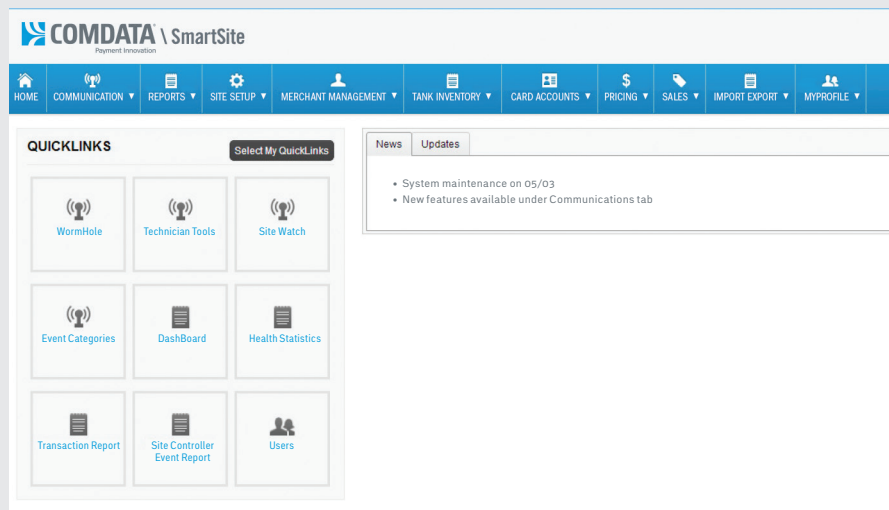 COMDATA \ SmartSite
Payment Innovation
HOME
COMMUNICATION ▼
REPORTS ▼
SITE SETUP ▼
MERCHANT MANAGEMENT ▼
TANK INVENTORY ▼
CARD ACCOUNTS ▼
PRICING ▼
SALES ▼
IMPORT EXPORT ▼
MYPROFILE ▼
QUICKLINKS
Select My QuickLinks
WormHole
Technician Tools
Site Watch
Event Categories
DashBoard
Health Statistics
Transaction Report
Site Controller
Event Report
Users
News
Updates
• System maintenance on 05/03
• New features available under Communications tab